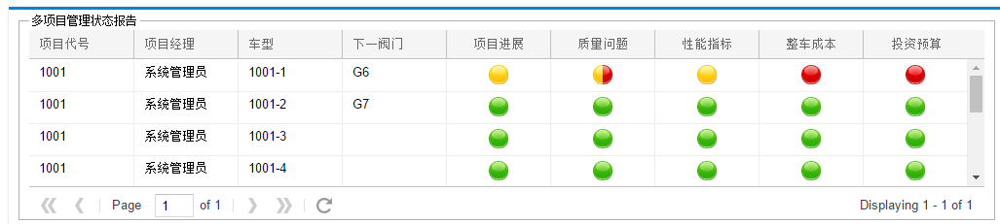 多项目管理状态报告
项目代号 项目经理 车型 下一阀门 项目进展 质量问题 性能指标 整车成本 投资预算
1001 系统管理员 1001-1 G6
1001 系统管理员 1001-2 G7
1001 系统管理员 1001-3
1001 系统管理员 1001-4
Page 1 of 1 Displaying 1 - 1 of 1